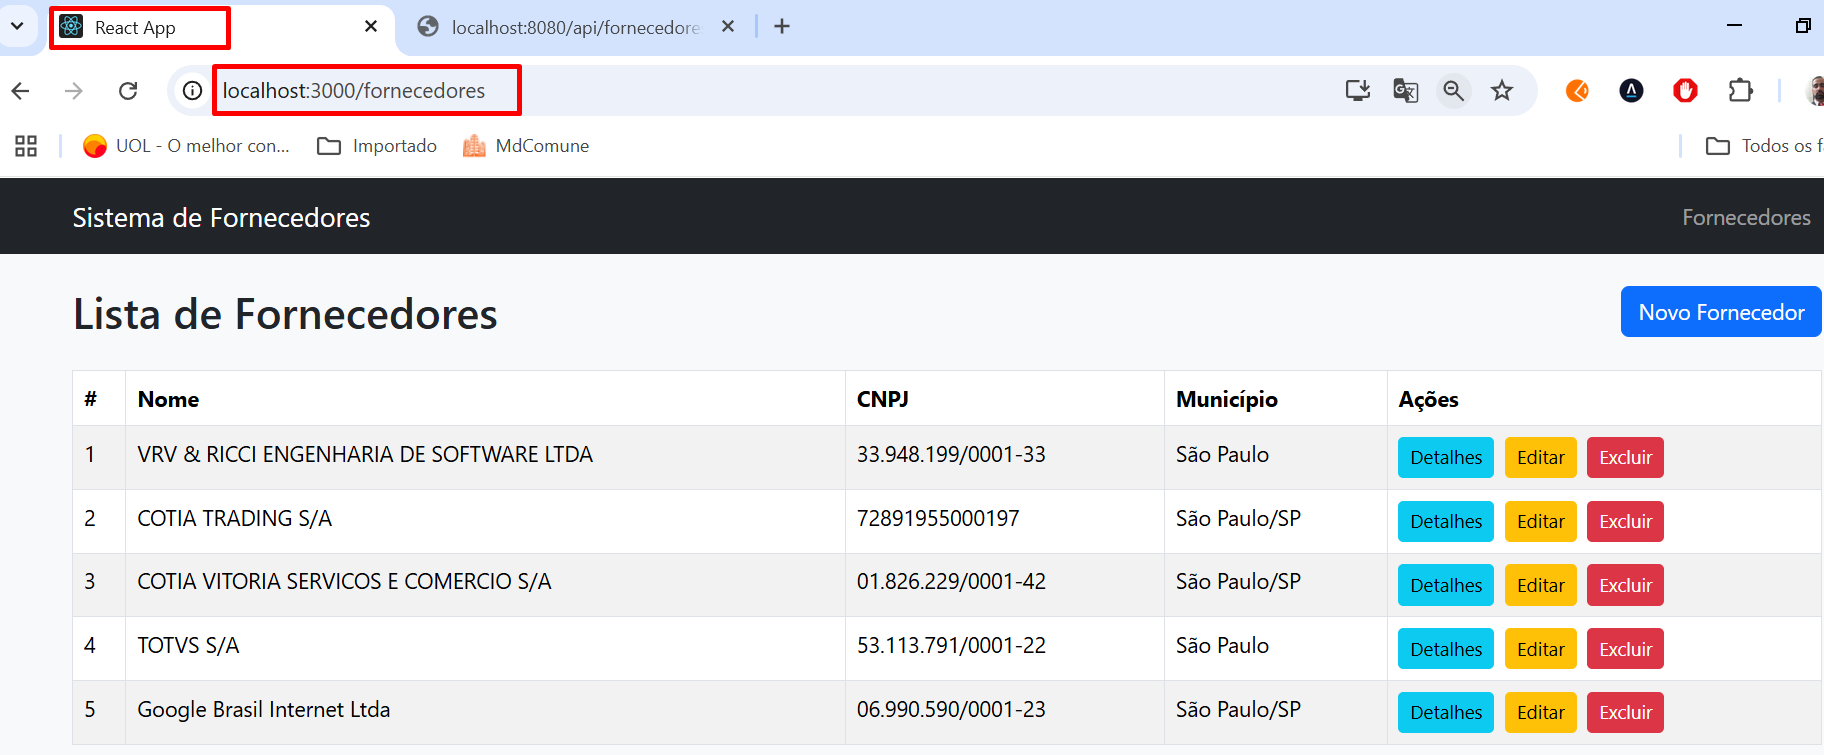 React App
localhost:8080/api/fornecedore
localhost:3000/fornecedores
UOL - O melhor con...
Importado
MdComune
Todos os f
Sistema de Fornecedores
Fornecedores
Lista de Fornecedores
Novo Fornecedor
# Nome CNPJ Município Ações
1 VRV & RICCI ENGENHARIA DE SOFTWARE LTDA 33.948.199/0001-33 São Paulo Detalhes Editar Excluir
2 COTIA TRADING S/A 72891955000197 São Paulo/SP Detalhes Editar Excluir
3 COTIA VITORIA SERVICOS E COMERCIO S/A 01.826.229/0001-42 São Paulo/SP Detalhes Editar Excluir
4 TOTVS S/A 53.113.791/0001-22 São Paulo Detalhes Editar Excluir
5 Google Brasil Internet Ltda 06.990.590/0001-23 São Paulo/SP Detalhes Editar Excluir